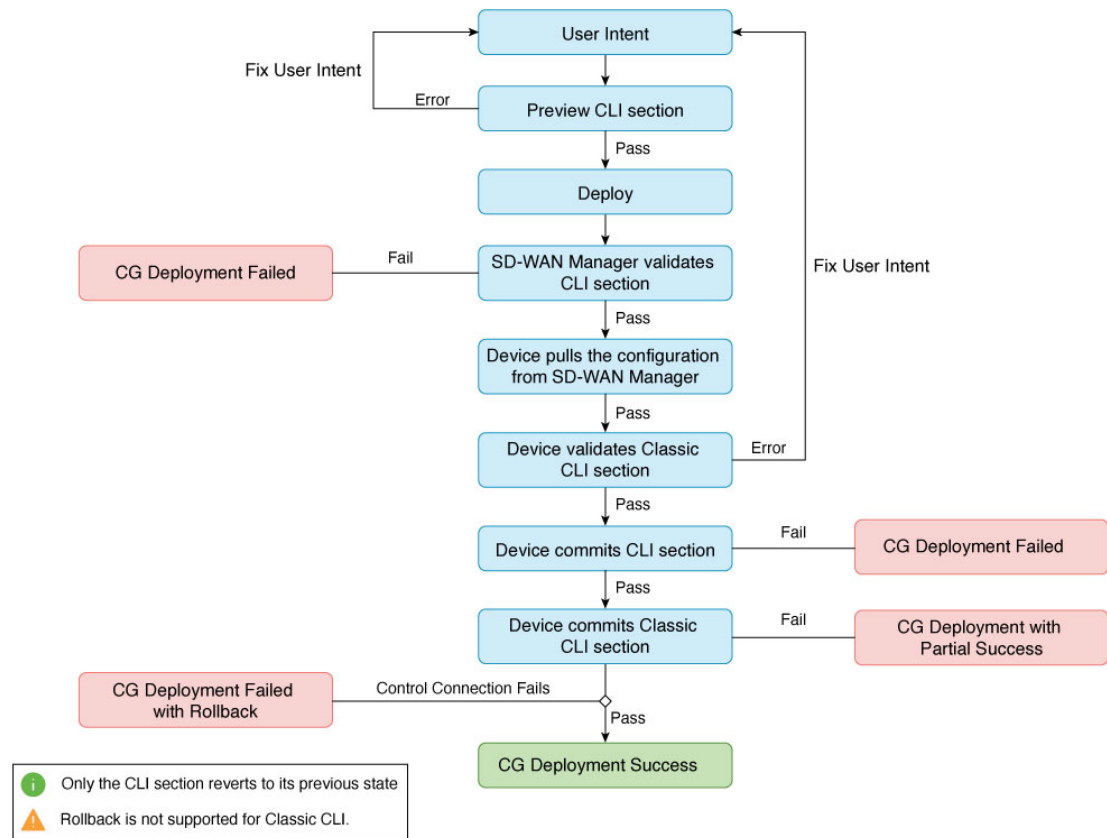 User Intent
Fix User Intent
Error
Preview CLI section
Pass
Deploy
CG Deployment Failed
Fail
SD-WAN Manager validates
CLI section
Fix User Intent
Pass
Device pulls the configuration
from SD-WAN Manager
Pass
Device validates Classic
CLI section
Error
Pass
Device commits CLI section
Fail
CG Deployment Failed
Pass
Device commits Classic
CLI section
Fail
CG Deployment with
Partial Success
CG Deployment Failed
with Rollback
Control Connection Fails
Pass
CG Deployment Success
i Only the CLI section reverts to its previous state
! Rollback is not supported for Classic CLI.